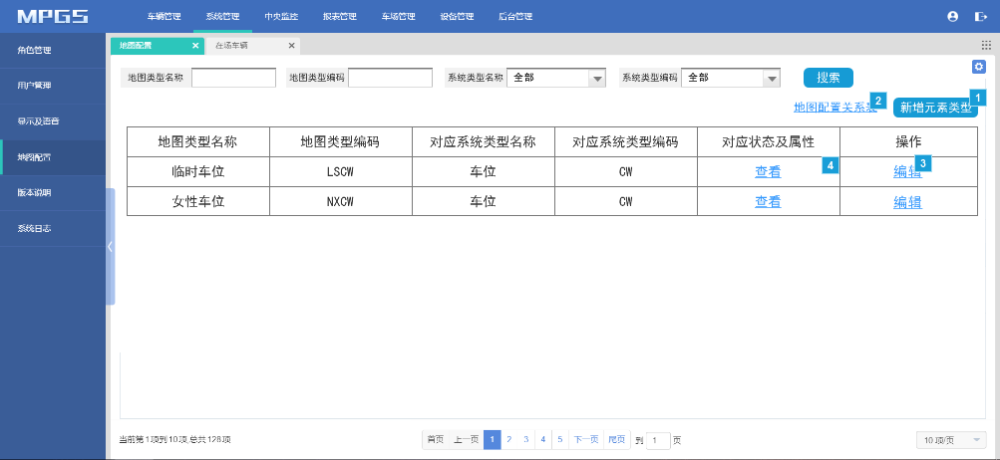 MPGS 车辆管理 系统管理 中央监控 报表管理 车场管理 设备管理 后台管理
角色管理
用户管理
显示及语音
地图配置
版本说明
系统日志
地图配置 × 在场车辆 ×
地图类型名称 地图类型编码 系统类型名称 全部 系统类型编码 全部 搜索
地图配置关系表 2 新增元素类型 1
地图类型名称 地图类型编码 对应系统类型名称 对应系统类型编码 对应状态及属性 操作
临时车位 LSCW 车位 CW 查看 4 编辑 3
女性车位 NXCW 车位 CW 查看 编辑
当前第1项到10项,总共128项 首页 上一页 1 2 3 4 5 下一页 尾页 到 1 页 10 项/页